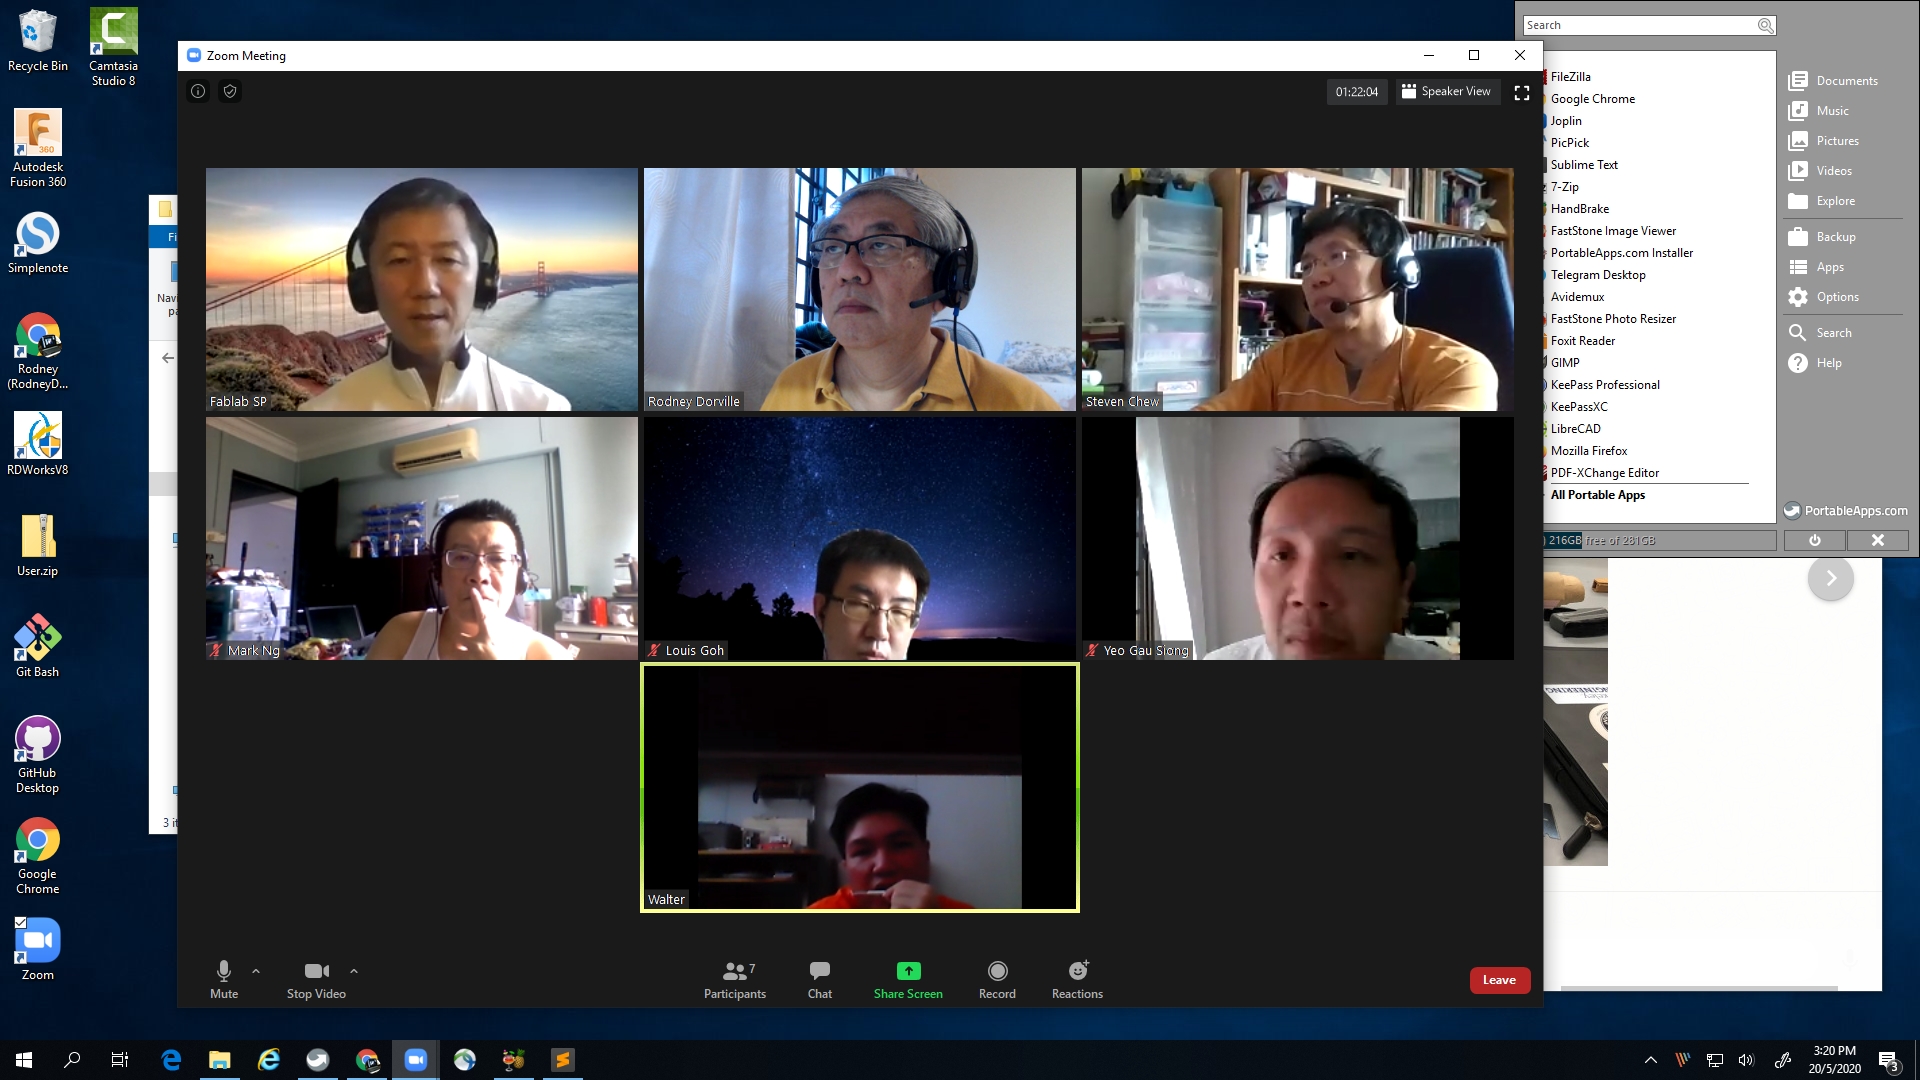 Recycle Bin
Camtasia
Studio 8
Autodesk
Fusion 360
360
Simplenote
Rodney
(RodneyD...
RDWorksV8
User.zip
Git Bash
GitHub
Desktop
Google
Chrome
Zoom
Fi
Navi
pa
3 it
Zoom Meeting
01:22:04
Speaker View
Fablab SP
Rodney Dorville
Steven Chew
Mark Ng
Louis Goh
Yeo Gau Siong
Walter
Mute
Stop Video
Participants
7
Chat
Share Screen
Record
Reactions
Leave
Search
FileZilla
Google Chrome
Joplin
PicPick
Sublime Text
7-Zip
HandBrake
FastStone Image Viewer
PortableApps.com Installer
Telegram Desktop
Avidemux
FastStone Photo Resizer
Foxit Reader
GIMP
KeePass Professional
KeePassXC
LibreCAD
Mozilla Firefox
PDF-XChange Editor
All Portable Apps
) 216GB free of 281GB
Documents
Music
Pictures
Videos
Explore
Backup
Apps
Options
Search
Help
PortableApps.com
3:20 PM
20/5/2020
3